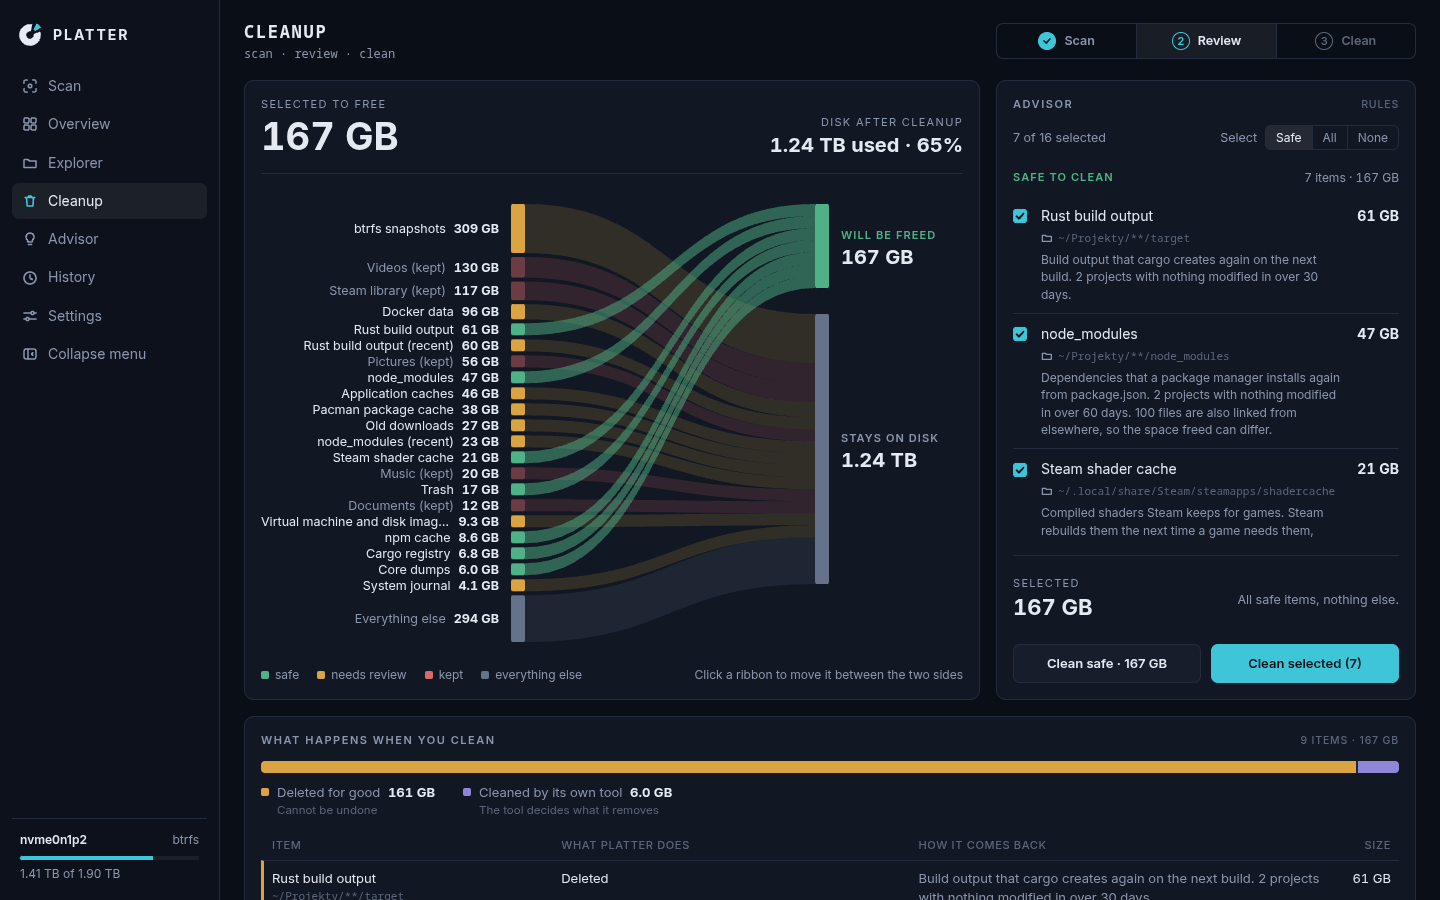 PLATTER
Scan
Overview
Explorer
Cleanup
Advisor
History
Settings
Collapse menu
nvme0n1p2 btrfs
1.41 TB of 1.90 TB
CLEANUP
scan · review · clean
Scan
2 Review
3 Clean
SELECTED TO FREE
167 GB
DISK AFTER CLEANUP
1.24 TB used · 65%
btrfs snapshots 309 GB
Videos (kept) 130 GB
Steam library (kept) 117 GB
Docker data 96 GB
Rust build output 61 GB
Rust build output (recent) 60 GB
Pictures (kept) 56 GB
node_modules 47 GB
Application caches 46 GB
Pacman package cache 38 GB
Old downloads 27 GB
node_modules (recent) 23 GB
Steam shader cache 21 GB
Music (kept) 20 GB
Trash 17 GB
Documents (kept) 12 GB
Virtual machine and disk imag... 9.3 GB
npm cache 8.6 GB
Cargo registry 6.8 GB
Core dumps 6.0 GB
System journal 4.1 GB
Everything else 294 GB
WILL BE FREED
167 GB
STAYS ON DISK
1.24 TB
safe
needs review
kept
everything else
Click a ribbon to move it between the two sides
ADVISOR RULES
7 of 16 selected
Select Safe All None
SAFE TO CLEAN 7 items · 167 GB
Rust build output 61 GB
~/Projekty/**/target
Build output that cargo creates again on the next
build. 2 projects with nothing modified in over 30
days.
node_modules 47 GB
~/Projekty/**/node_modules
Dependencies that a package manager installs again
from package.json. 2 projects with nothing modified
in over 60 days. 100 files are also linked from
elsewhere, so the space freed can differ.
Steam shader cache 21 GB
~/.local/share/Steam/steamapps/shadercache
Compiled shaders Steam keeps for games. Steam
rebuilds them the next time a game needs them,
SELECTED
167 GB
All safe items, nothing else.
Clean safe · 167 GB
Clean selected (7)
WHAT HAPPENS WHEN YOU CLEAN 9 ITEMS · 167 GB
Deleted for good 161 GB
Cannot be undone
Cleaned by its own tool 6.0 GB
The tool decides what it removes
ITEM WHAT PLATTER DOES HOW IT COMES BACK SIZE
Rust build output Deleted Build output that cargo creates again on the next build. 2 projects 61 GB
~/Projekty/**/target with nothing modified in over 30 days.